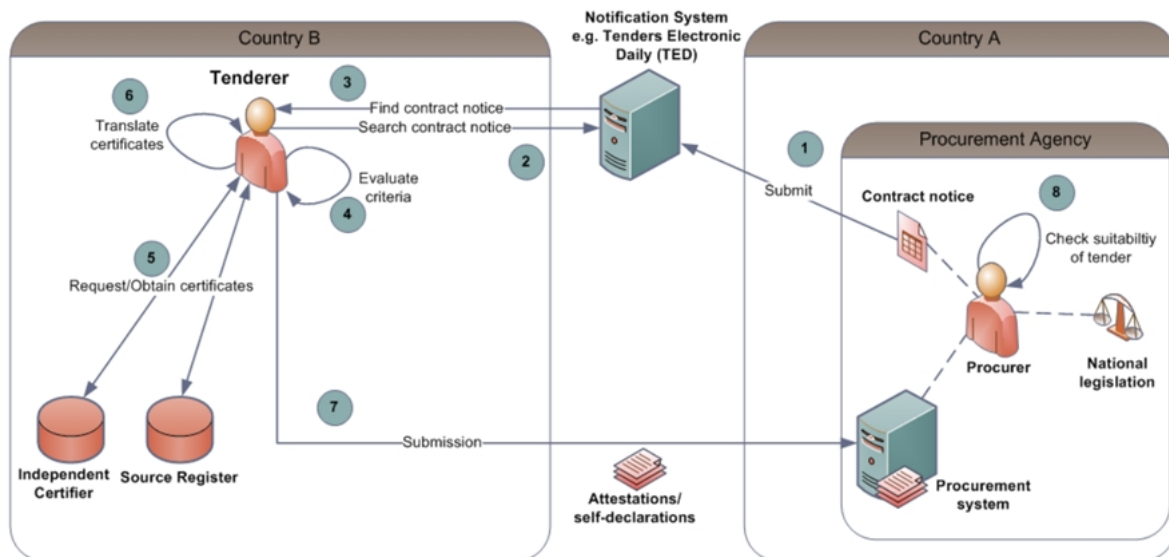 Country B
Notification System
e.g. Tenders Electronic
Daily (TED)
Country A
Tenderer
6
Translate
certificates
3
Find contract notice
Search contract notice
2
Evaluate
criteria
4
5
Request/Obtain certificates
Independent
Certifier
Source Register
7
Submission
Attestations/
self-declarations
1
Submit
Procurement Agency
Contract notice
8
Check suitabiltiy
of tender
Procurer
National
legislation
Procurement
system